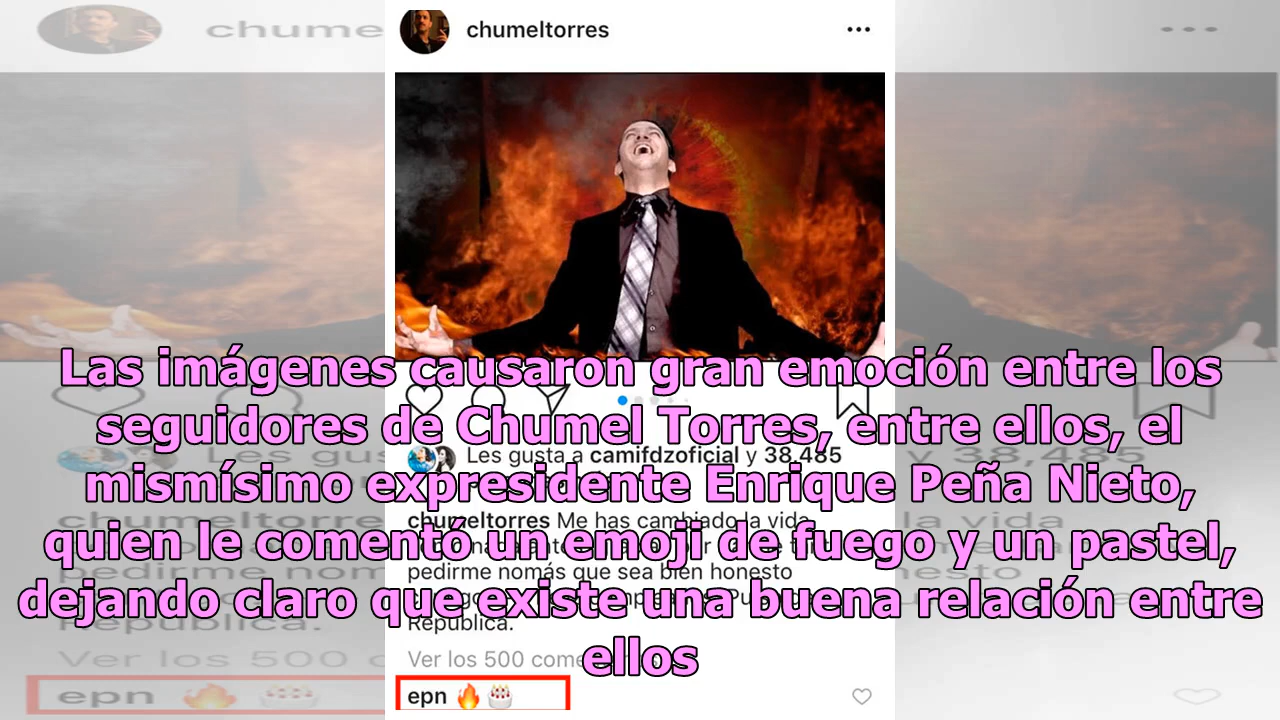 chumeltorres
Las imágenes causaron gran emoción entre los
seguidores de Chumel Torres, entre ellos, el
Les gusta a camifdzoficial y 38,485
mismísimo expresidente Enrique Peña Nieto,
chumeltorres Me has cambiado la vida
quien le comentó un emoji de fuego y un pastel,
pedirme nomás que sea bien honesto
dejando claro que existe una buena relación entre
República.
ellos
Ver los 500
epn 🔥🎂